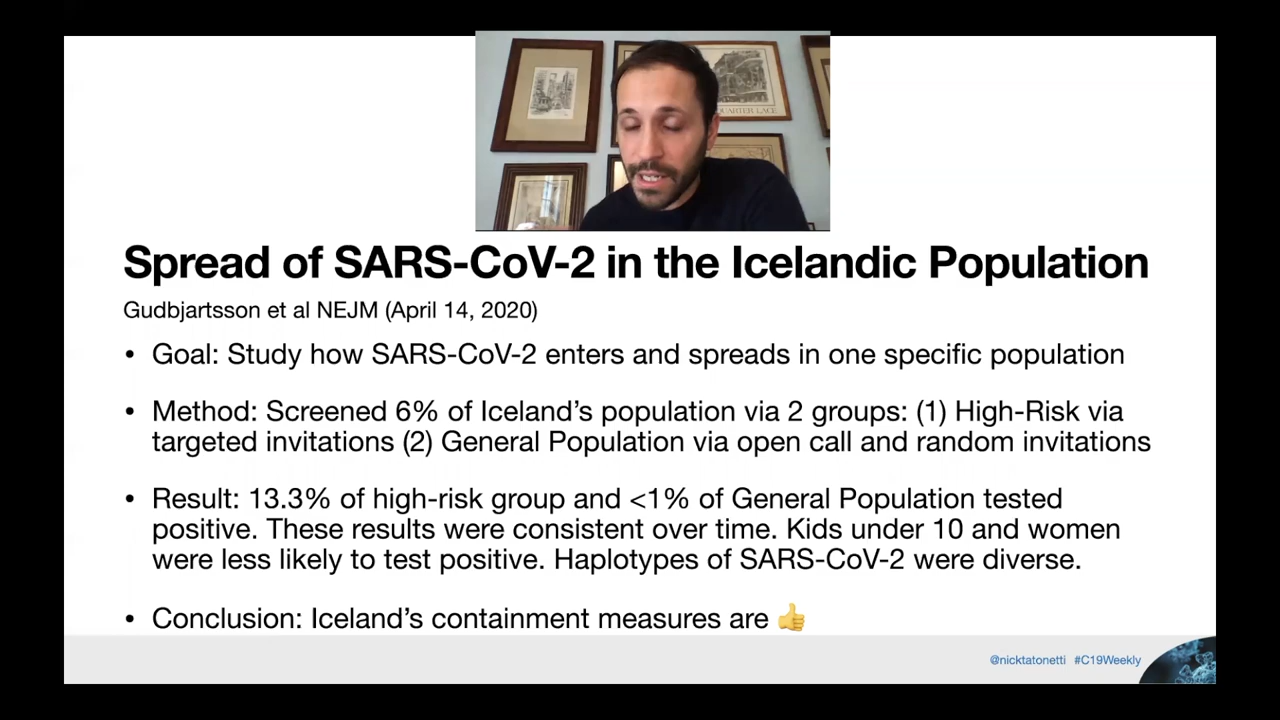 QUARTER LACE
Spread of SARS-CoV-2 in the Icelandic Population
Gudbjartsson et al NEJM (April 14, 2020)
• Goal: Study how SARS-CoV-2 enters and spreads in one specific population
• Method: Screened 6% of Iceland’s population via 2 groups: (1) High-Risk via
targeted invitations (2) General Population via open call and random invitations
• Result: 13.3% of high-risk group and <1% of General Population tested
positive. These results were consistent over time. Kids under 10 and women
were less likely to test positive. Haplotypes of SARS-CoV-2 were diverse.
• Conclusion: Iceland’s containment measures are 👍
@nicktatonetti #C19Weekly